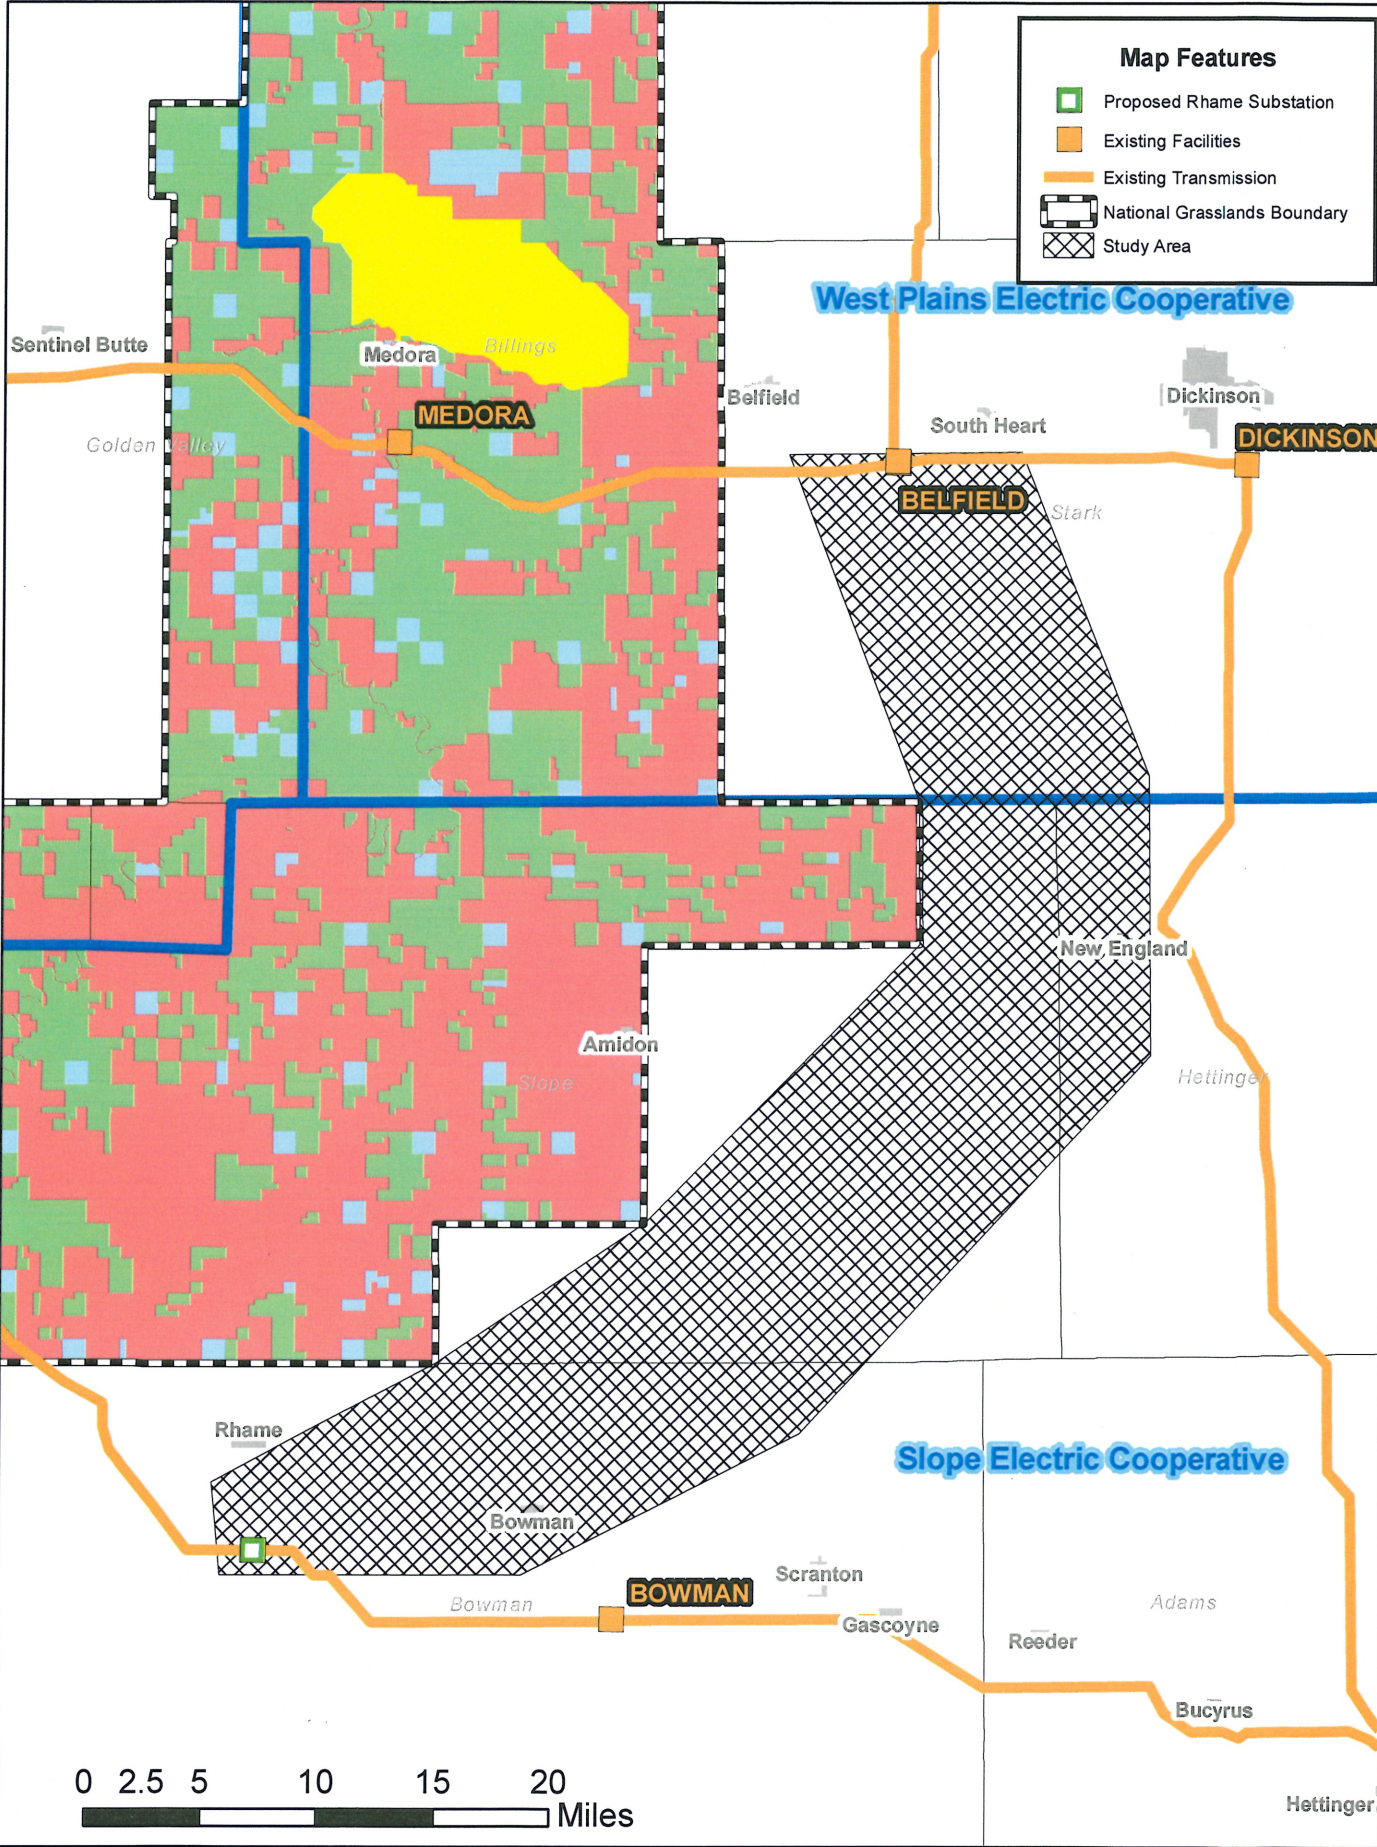 Map Features
Proposed Rhame Substation
Existing Facilities
Existing Transmission
National Grasslands Boundary
Study Area
West Plains Electric Cooperative
Sentinel Butte
Medora
Billings
MEDORA
Golden Valley
Belfield
South Heart
Dickinson
DICKINSON
BELFIELD
Stark
New England
Amidon
Slope
Hettinger
Rhame
Slope Electric Cooperative
Bowman
BOWMAN
Bowman
Scranton
Gascoyne
Adams
Reeder
Bucyrus
Hettinger
0 2.5 5 10 15 20
Miles